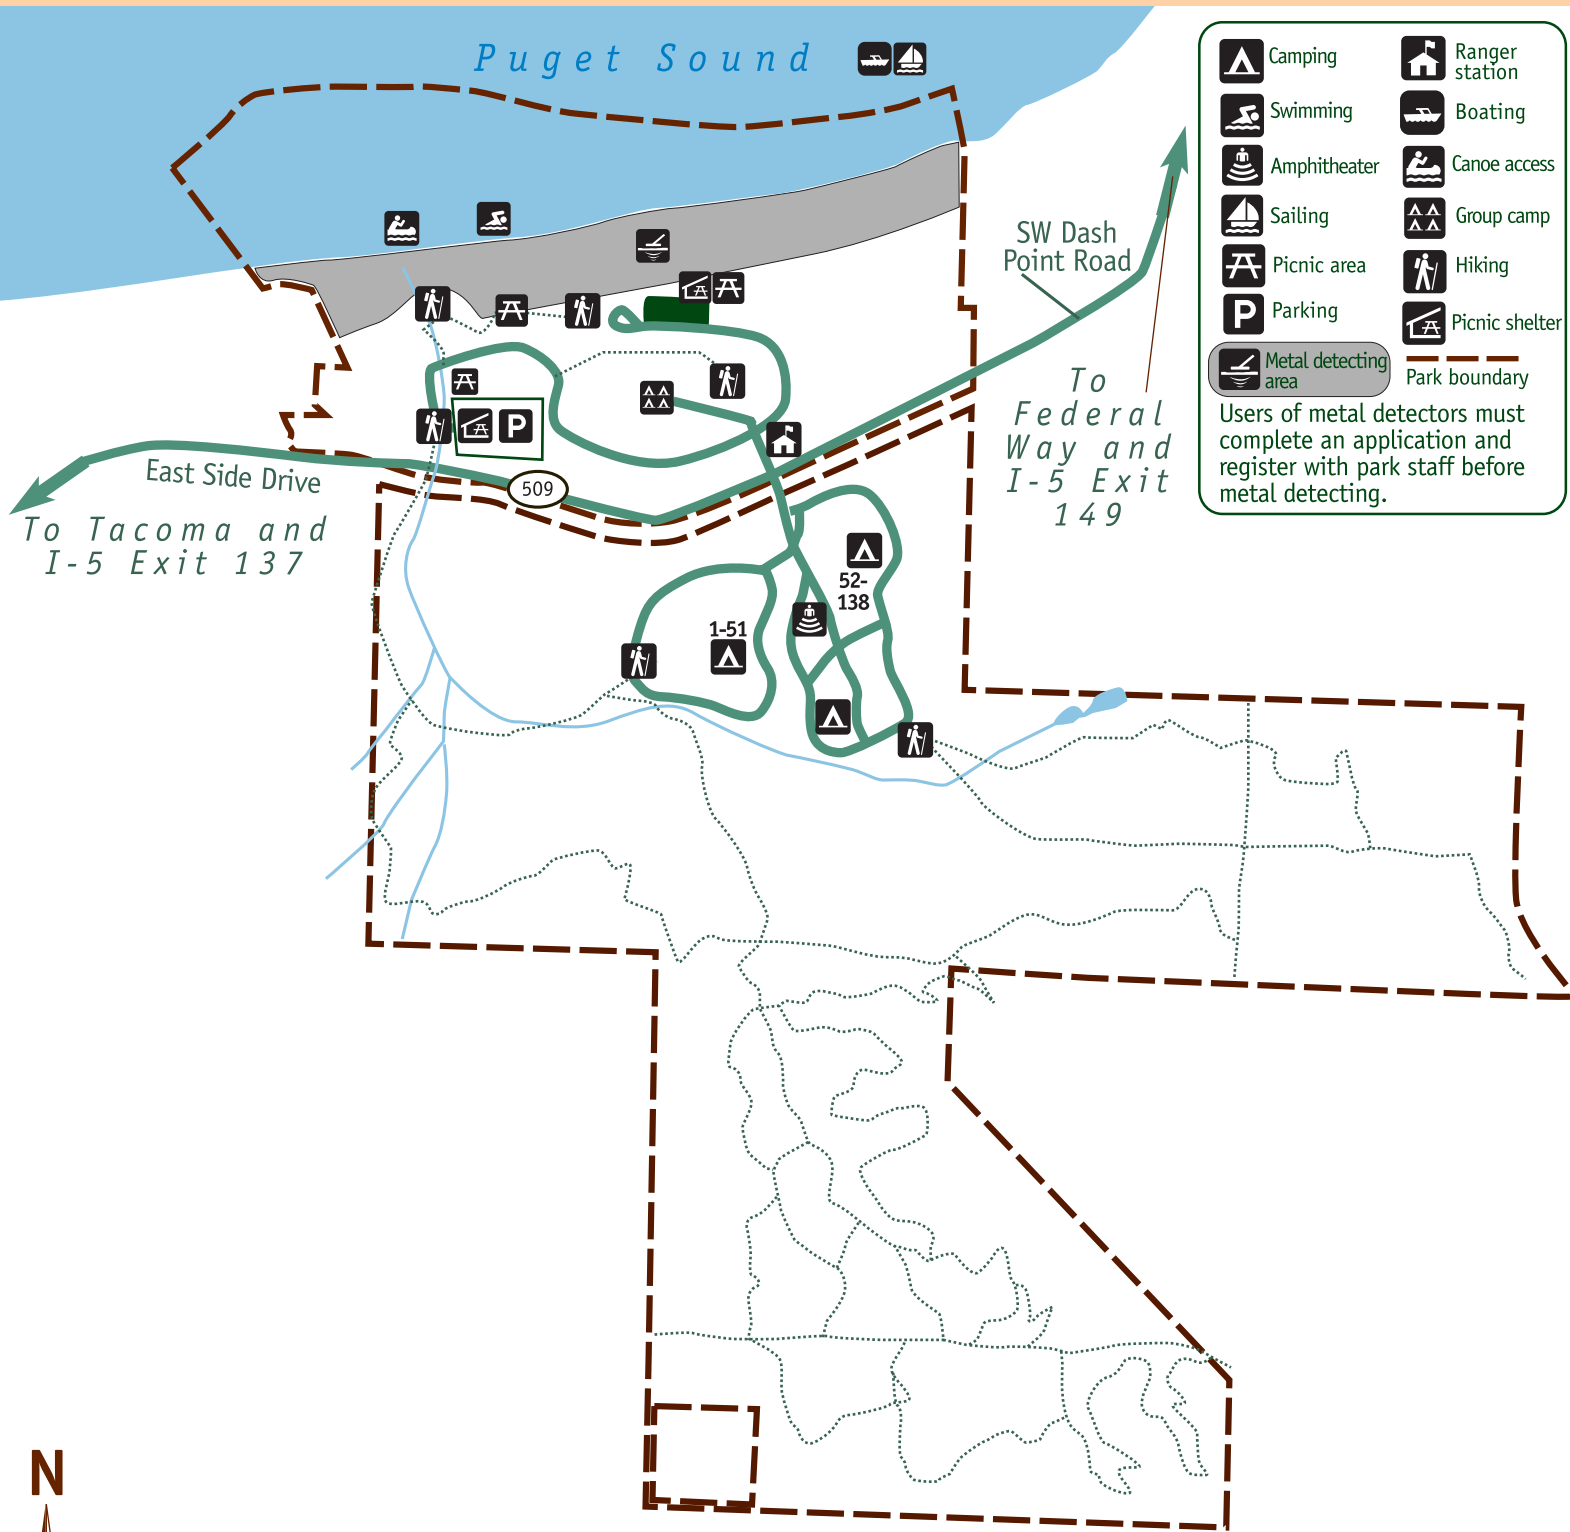 Puget Sound
Camping
Swimming
Amphitheater
Sailing
Picnic area
P
Parking
Metal detecting
area
Ranger
station
Boating
Canoe access
Group camp
Hiking
Picnic shelter
Park boundary
Users of metal detectors must
complete an application and
register with park staff before
metal detecting.
SW Dash
Point Road
To
Federal
Way and
I-5 Exit
149
P
East Side Drive
509
To Tacoma and
I-5 Exit 137
52-
138
1-51
N